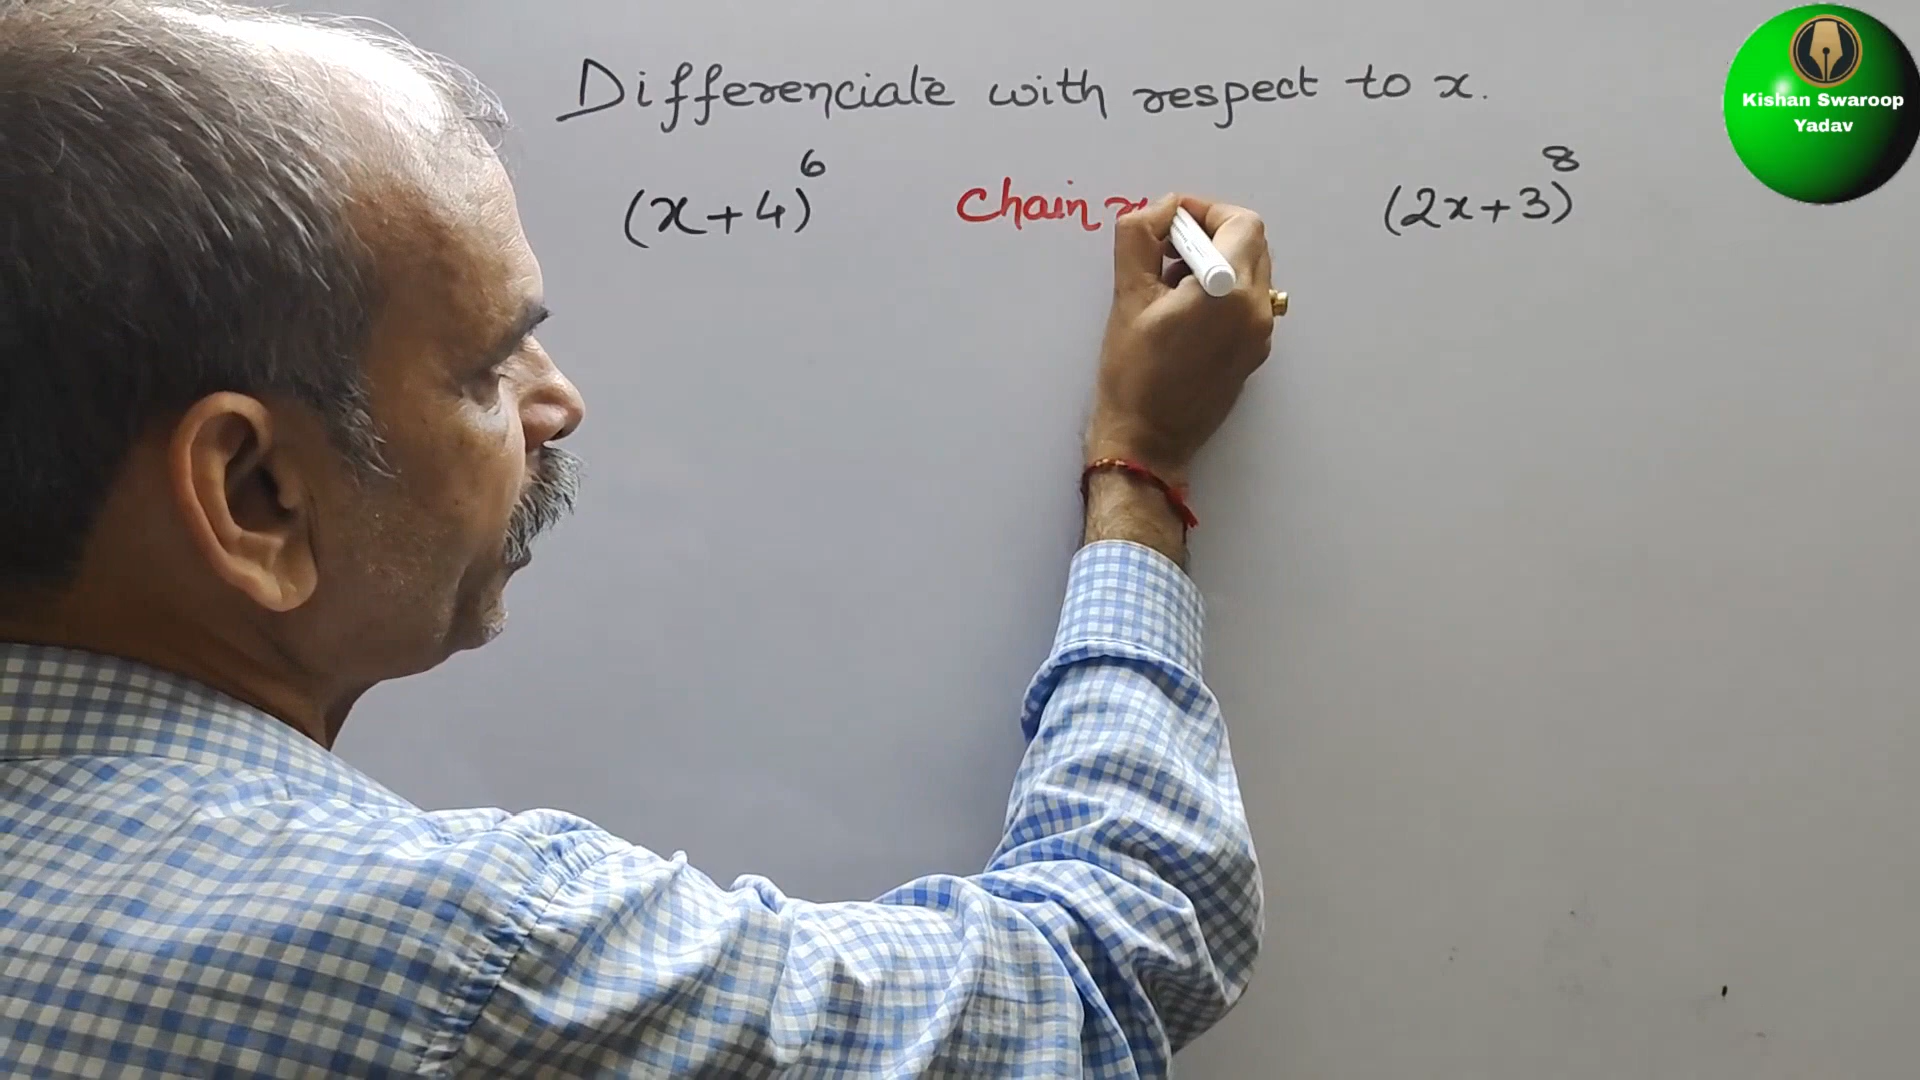 Differenciate with respect to x.
(x+4)^6 Chain (2x+3)^8
Kishan Swaroop
Yadav